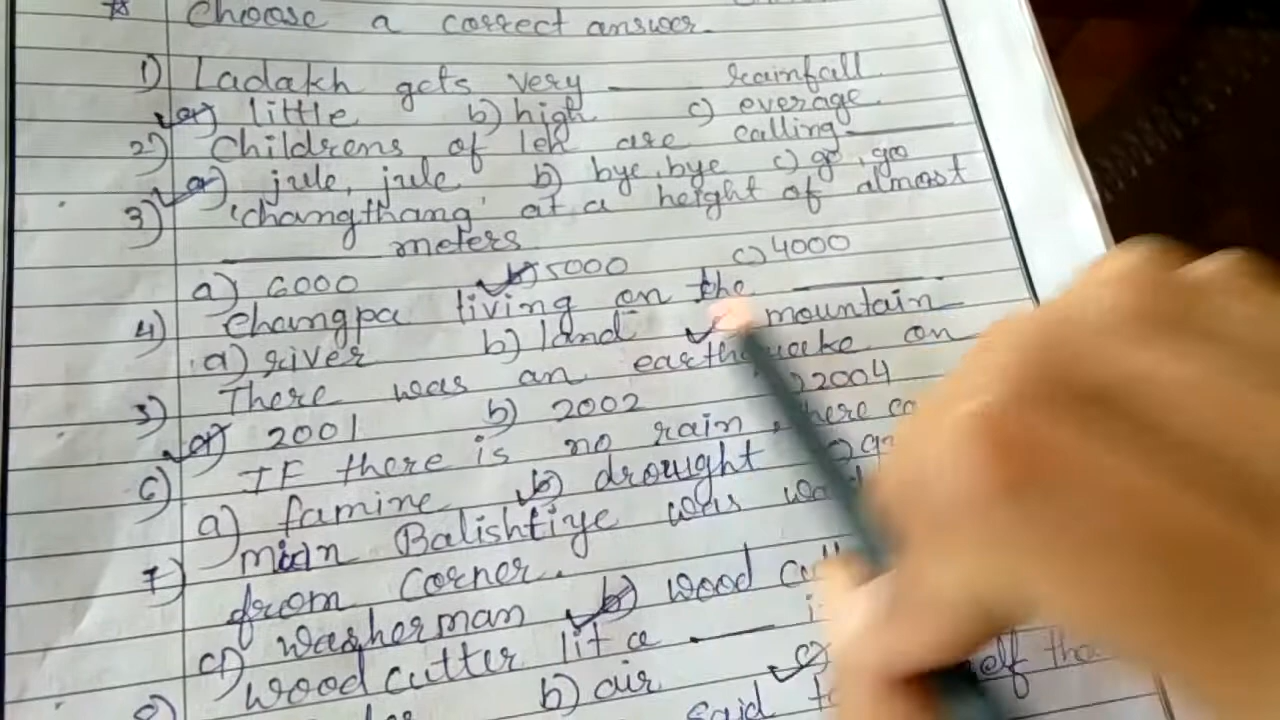 Choose a correct answer.
1) Ladakh gets very ____ rainfall
a) little b) high c) everage
2) Childrens of leh are calling ____
a) jule, jule b) bye, bye c) go, go
3) 'changthang' at a height of almost
____ meters
a) 6000 b) 5000 c) 4000
4) Changpa living on the ____
a) river b) land mountain
5) There was an earthquake on
a) 2001 b) 2002 c) 2004
6) IF there is no rain, there
a) famine b) drought c)
7) mian Balishtiye was
from corner.
a) washerman b) wood
8) wood cutter lit a ____
b) air c)
said